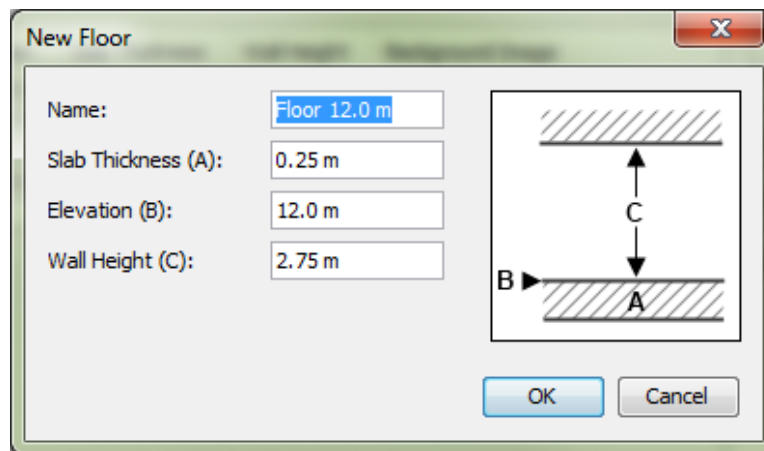 New Floor
Name: Floor 12.0 m
Slab Thickness (A): 0.25 m
Elevation (B): 12.0 m
Wall Height (C): 2.75 m
C
B
A
OK Cancel